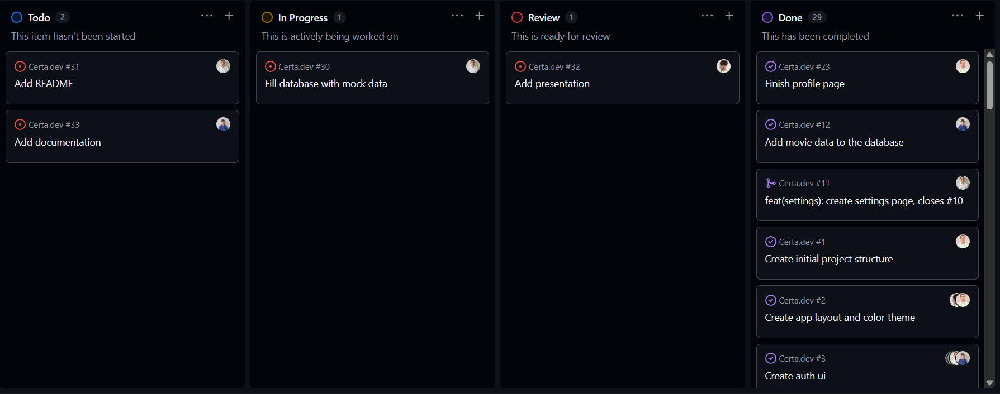 Todo 2
This item hasn't been started
Certa.dev #31
Add README
Certa.dev #33
Add documentation
In Progress 1
This is actively being worked on
Certa.dev #30
Fill database with mock data
Review 1
This is ready for review
Certa.dev #32
Add presentation
Done 29
This has been completed
Certa.dev #23
Finish profile page
Certa.dev #12
Add movie data to the database
Certa.dev #11
feat(settings): create settings page, closes #10
Certa.dev #1
Create initial project structure
Certa.dev #2
Create app layout and color theme
Certa.dev #3
Create auth ui